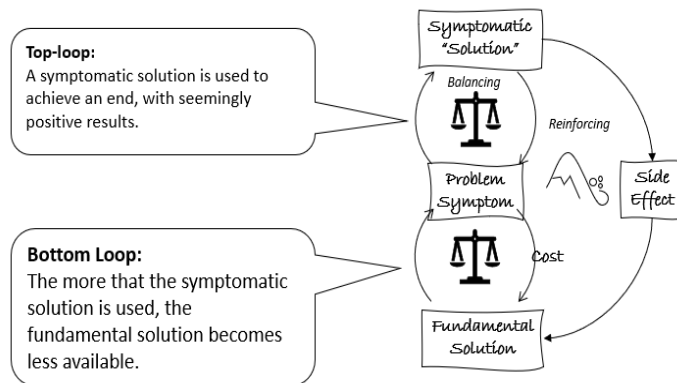 Top-loop:
A symptomatic solution is used to
achieve an end, with seemingly
positive results.
Symptomatic
“Solution”
Balancing
Reinforcing
Problem
Symptom
Side
Effect
Bottom Loop:
The more that the symptomatic
solution is used, the
fundamental solution becomes
less available.
Cost
Fundamental
Solution